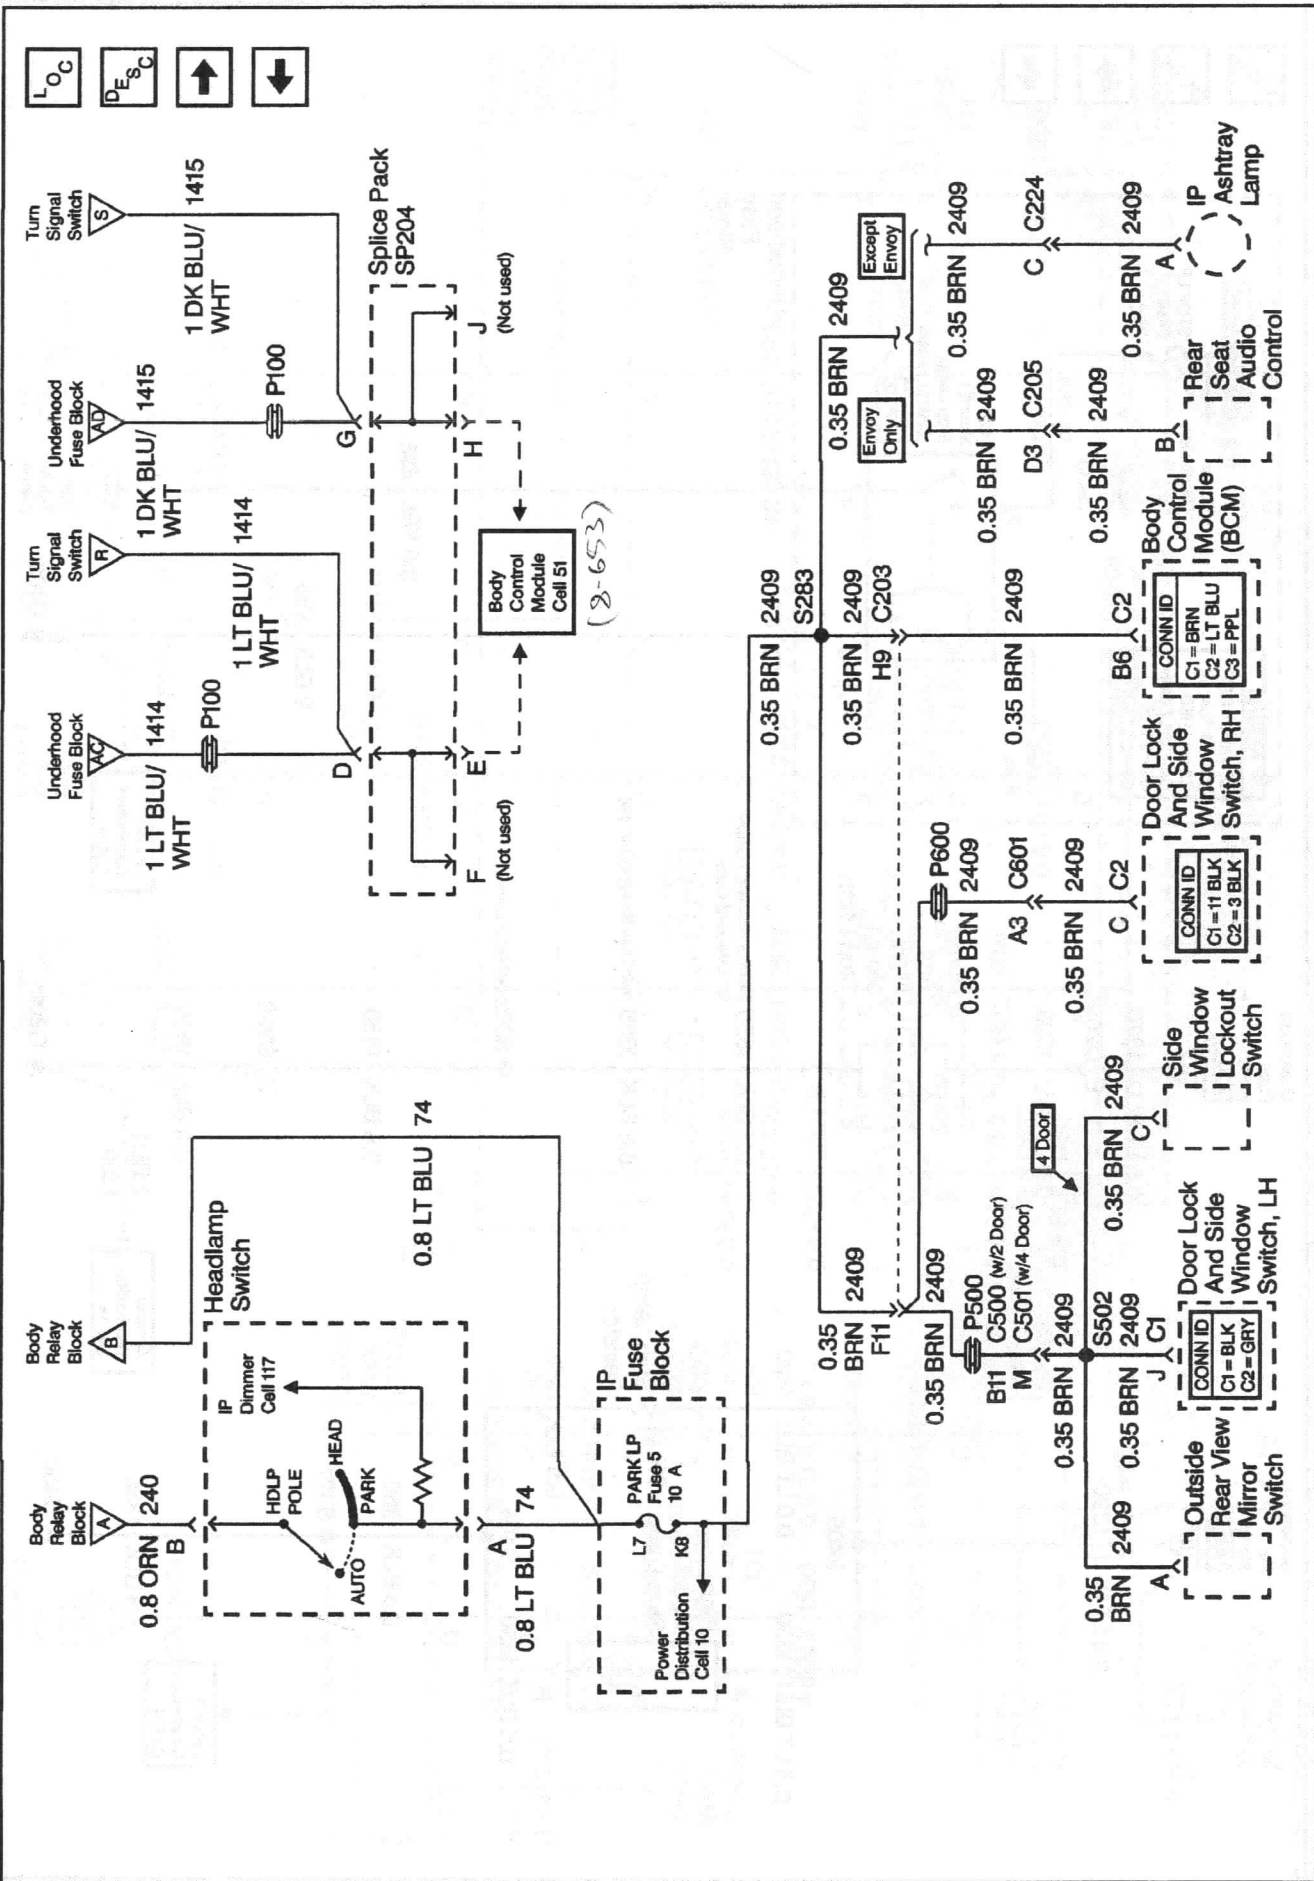 LOC
DESC
Body
Relay
Block
A
0.8 ORN 240
B
Body
Relay
Block
B
Headlamp
Switch
IP
Dimmer
Cell 117
HDLP
POLE
HEAD
AUTO
PARK
0.8 LT BLU 74
A
0.8 LT BLU 74
IP
Fuse
Block
PARK LP
Fuse 5
10 A
L7
K8
Power
Distribution
Cell 10
Underhood
Fuse Block
AC
1 LT BLU/ 1414
WHT
P100
D
Turn
Signal
Switch
R
1 LT BLU/ 1414
WHT
Underhood
Fuse Block
AD
1 DK BLU/ 1415
WHT
P100
G
Turn
Signal
Switch
S
1 DK BLU/ 1415
WHT
Splice Pack
SP204
F
(Not used)
E
H
J
(Not used)
Body
Control
Module
Cell 51
(8-653)
0.35 BRN 2409
S283
0.35 BRN 2409
Envoy
Only
Except
Envoy
0.35 BRN 2409
H9 C203
0.35
BRN 2409
F11
0.35 BRN 2409
P500
B11 C500 (w/2 Door)
M C501 (w/4 Door)
0.35 BRN 2409
S502
4 Door
0.35
BRN 2409
A
Outside
Rear View
Mirror
Switch
0.35 BRN 2409
J C1
CONN ID
C1 = BLK
C2 = GRY
Door Lock
And Side
Window
Switch, LH
0.35 BRN 2409
C
Side
Window
Lockout
Switch
P600
0.35 BRN 2409
A3 C601
0.35 BRN 2409
C C2
CONN ID
C1 = 11 BLK
C2 = 3 BLK
Door Lock
And Side
Window
Switch, RH
0.35 BRN 2409
B6 C2
CONN ID
C1 = BRN
C2 = LT BLU
C3 = PPL
Body
Control
Module
(BCM)
0.35 BRN 2409
D3 C205
0.35 BRN 2409
B
Rear
Seat
Audio
Control
0.35 BRN 2409
C C224
0.35 BRN 2409
A
IP
Ashtray
Lamp